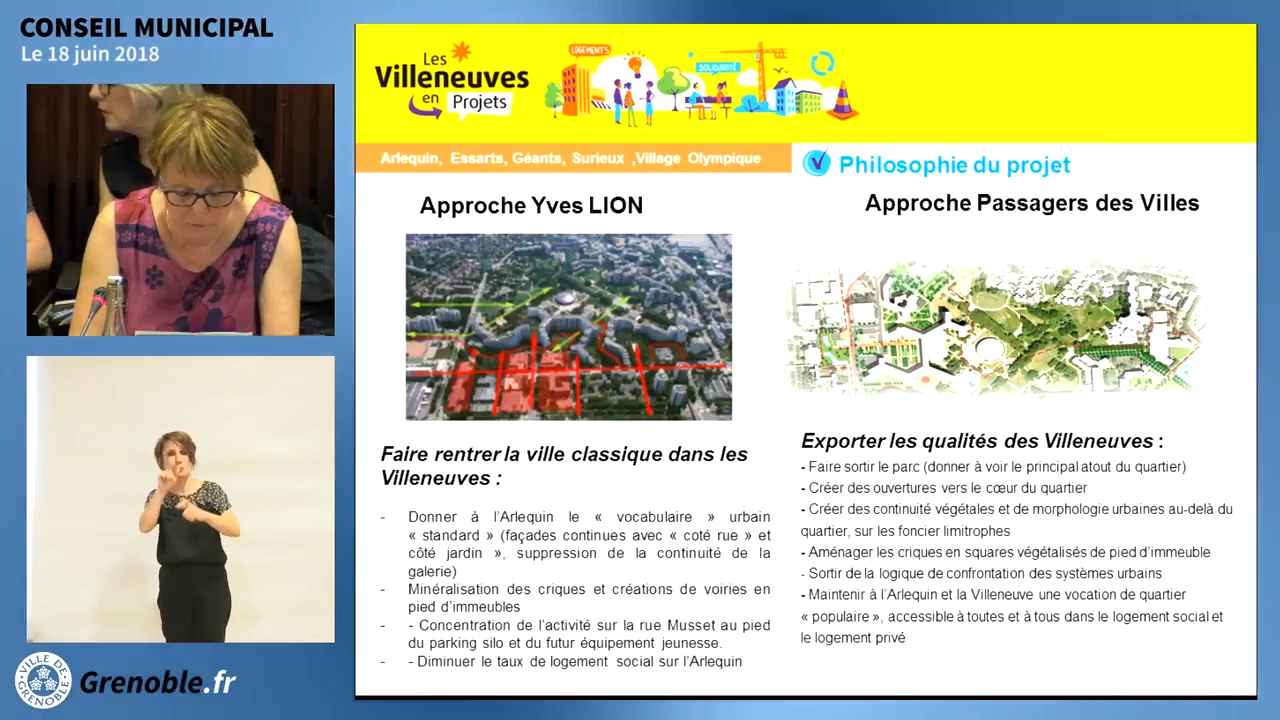 CONSEIL MUNICIPAL
Le 18 juin 2018
Les
Villeneuves
en Projets
LOGEMENTS
SOLIDARITÉ
Arlequin, Essarts, Géants, Surieux ,Village Olympique
Philosophie du projet
Approche Yves LION
Approche Passagers des Villes
Faire rentrer la ville classique dans les
Villeneuves :
- Donner à l'Arlequin le « vocabulaire » urbain
« standard » (façades continues avec « coté rue » et
côté jardin », suppression de la continuité de la
galerie)
- Minéralisation des criques et créations de voiries en
pied d'immeubles
- - Concentration de l'activité sur la rue Musset au pied
du parking silo et du futur équipement jeunesse.
- - Diminuer le taux de logement social sur l'Arlequin
Exporter les qualités des Villeneuves :
- Faire sortir le parc (donner à voir le principal atout du quartier)
- Créer des ouvertures vers le cœur du quartier
- Créer des continuité végétales et de morphologie urbaines au-delà du
quartier, sur les foncier limitrophes
- Aménager les criques en squares végétalisés de pied d'immeuble
- Sortir de la logique de confrontation des systèmes urbains
- Maintenir à l'Arlequin et la Villeneuve une vocation de quartier
« populaire », accessible à toutes et à tous dans le logement social et
le logement privé
VILLE DE
GRENOBLE
Grenoble.fr